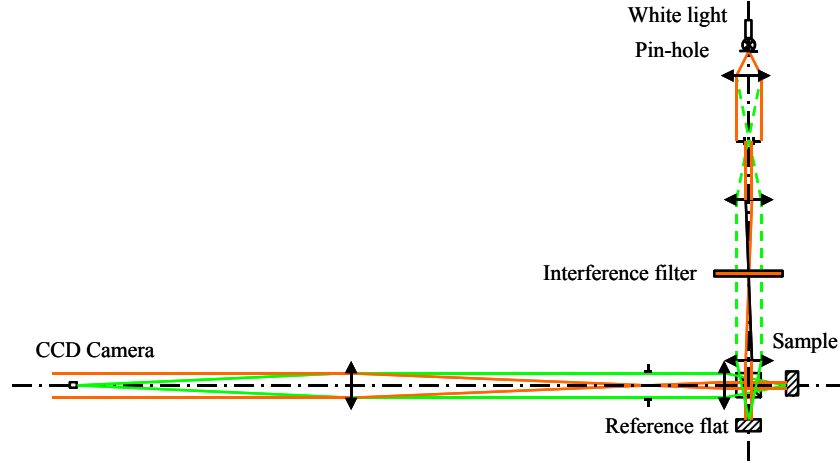 White light
Pin-hole
Interference filter
Sample
CCD Camera
Reference flat